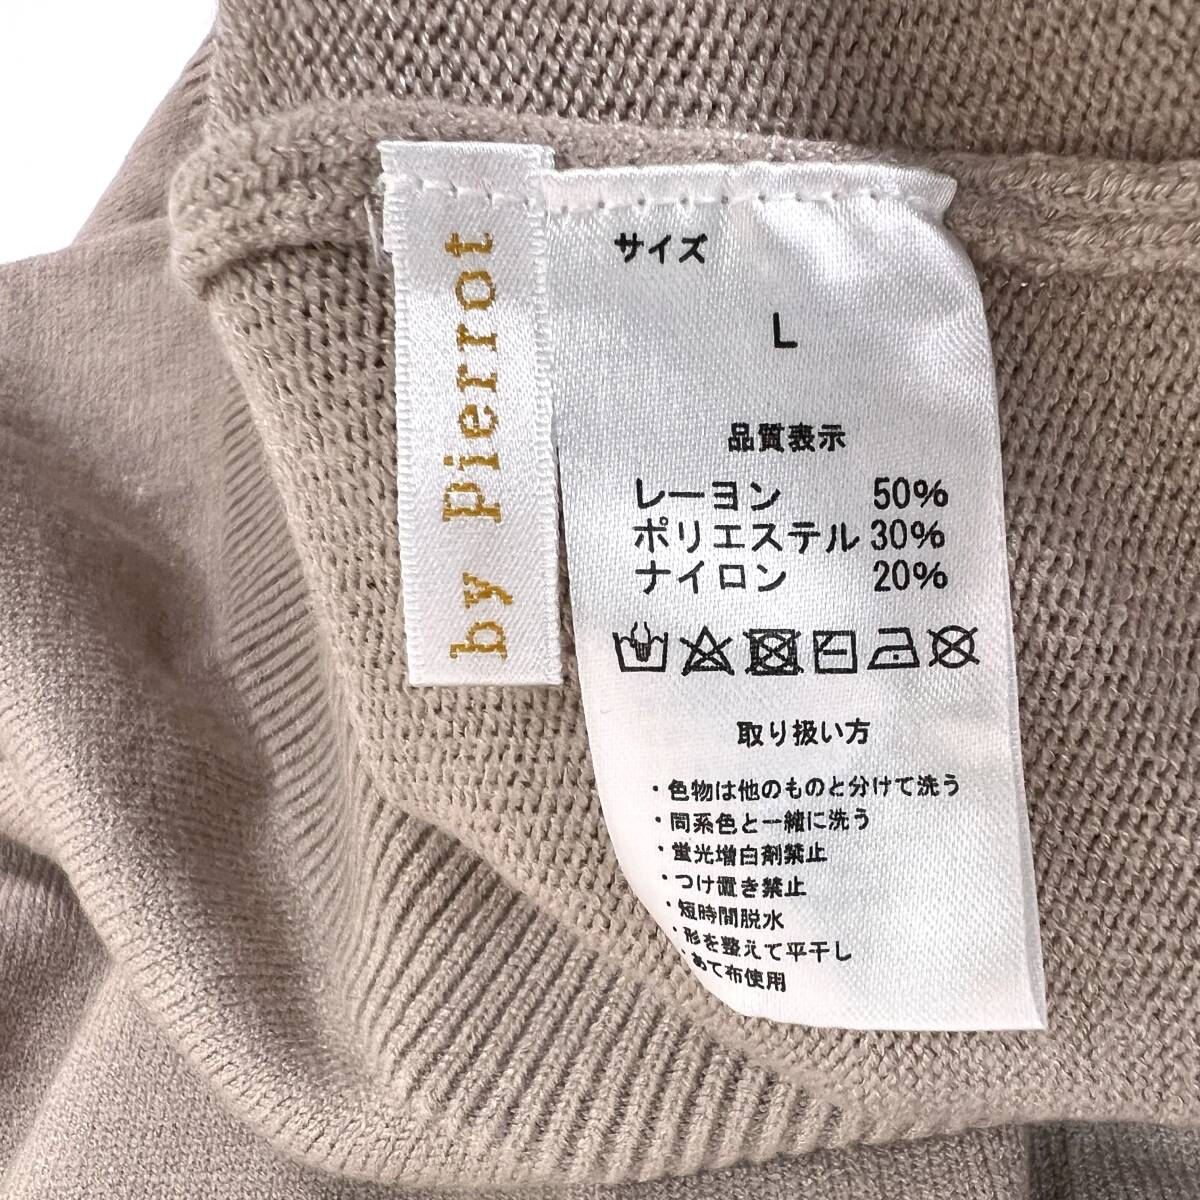 by pierrot
サイズ
L
品質表示
レーヨン 50%
ポリエステル 30%
ナイロン 20%
取り扱い方
・色物は他のものと分けて洗う
・同系色と一緒に洗う
・蛍光増白剤禁止
・つけ置き禁止
・短時間脱水
・形を整えて平干し
・あて布使用